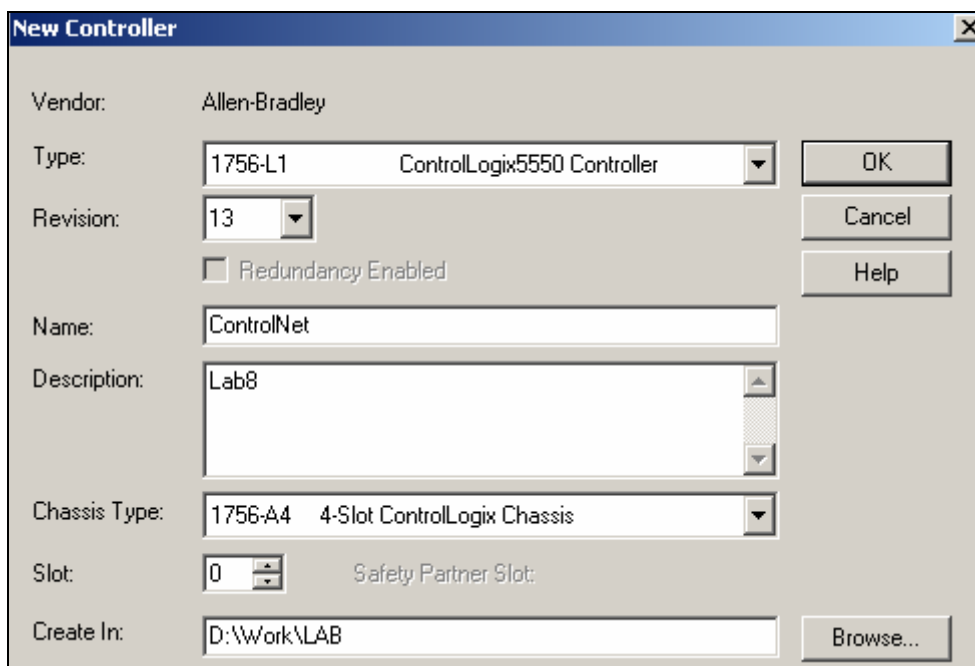 New Controller
Vendor: Allen-Bradley
Type: 1756-L1 ControlLogix5550 Controller OK
Revision: 13 Cancel
Redundancy Enabled Help
Name: ControlNet
Description: Lab8
Chassis Type: 1756-A4 4-Slot ControlLogix Chassis
Slot: 0 Safety Partner Slot:
Create In: D:\Work\LAB Browse...